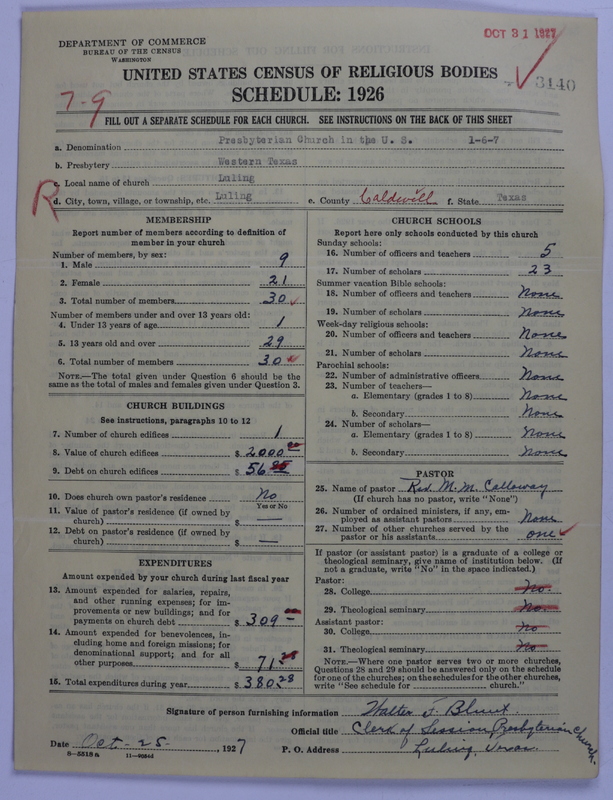 DEPARTMENT OF COMMERCE
BUREAU OF THE CENSUS
WASHINGTON
OCT 31 1927
3140
UNITED STATES CENSUS OF RELIGIOUS BODIES
SCHEDULE: 1926
7-9
FILL OUT A SEPARATE SCHEDULE FOR EACH CHURCH. SEE INSTRUCTIONS ON THE BACK OF THIS SHEET
a. Denomination Presbyterian Church in the U. S. 1-6-7
b. Presbytery Western Texas
c. Local name of church Luling
R
d. City, town, village, or township, etc. Luling e. County Caldwell f. State Texas
MEMBERSHIP
Report number of members according to definition of
member in your church
Number of members, by sex:
1. Male 9
2. Female 21
3. Total number of members 30
Number of members under and over 13 years old:
4. Under 13 years of age 1
5. 13 years old and over 29
6. Total number of members 30
NOTE.—The total given under Question 6 should be the
same as the total of males and females given under Question 3.
CHURCH BUILDINGS
See instructions, paragraphs 10 to 12
7. Number of church edifices 1
8. Value of church edifices $ 2000.00
9. Debt on church edifices $ 56
10. Does church own pastor's residence No
Yes or No
11. Value of pastor's residence (if owned by
church) $ —
12. Debt on pastor's residence (if owned by
church) $ —
EXPENDITURES
Amount expended by your church during last fiscal year
13. Amount expended for salaries, repairs,
and other running expenses; for im-
provements or new buildings; and for
payments on church debt $ 309
14. Amount expended for benevolences, in-
cluding home and foreign missions; for
denominational support; and for all
other purposes $ 71.28
15. Total expenditures during year $ 380.28
CHURCH SCHOOLS
Report here only schools conducted by this church
Sunday schools:
16. Number of officers and teachers 5
17. Number of scholars 23
Summer vacation Bible schools:
18. Number of officers and teachers None
19. Number of scholars None
Week-day religious schools:
20. Number of officers and teachers None
21. Number of scholars None
Parochial schools:
22. Number of administrative officers None
23. Number of teachers—
a. Elementary (grades 1 to 8) None
b. Secondary None
24. Number of scholars—
a. Elementary (grades 1 to 8) None
b. Secondary None
PASTOR
25. Name of pastor Rev. M. M. Calloway
(If church has no pastor, write "None")
26. Number of ordained ministers, if any, em-
ployed as assistant pastors None
27. Number of other churches served by the
pastor or his assistants one
If pastor (or assistant pastor) is a graduate of a college or
theological seminary, give name of institution below. (If
not a graduate, write "No" in the space indicated.)
Pastor:
28. College No.
29. Theological seminary No.
Assistant pastor:
30. College No
31. Theological seminary No
NOTE.—Where one pastor serves two or more churches,
Questions 28 and 29 should be answered only on the schedule
for one of the churches; on the schedules for the other churches,
write "See schedule for church."
Signature of person furnishing information Walter F. Blunt
Official title Clerk of Session Presbyterian Church.
Date Oct-25, 1927 P. O. Address Luling, Texas.
8-5518a 11-9054d